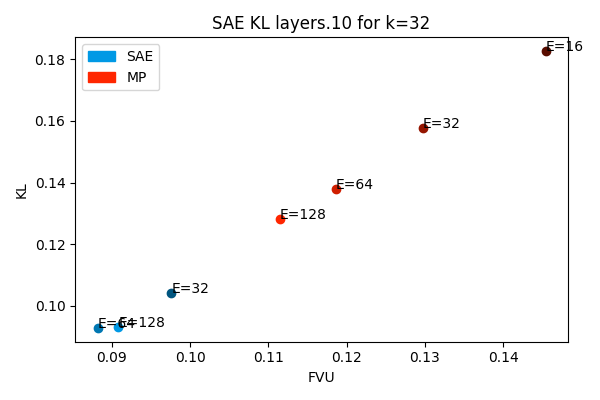 SAE KL layers.10 for k=32
SAE
MP
E=16
E=32
E=64
E=128
E=32
E=64
E=128
0.18
0.16
0.14
0.12
0.10
KL
0.09
0.10
0.11
0.12
0.13
0.14
FVU